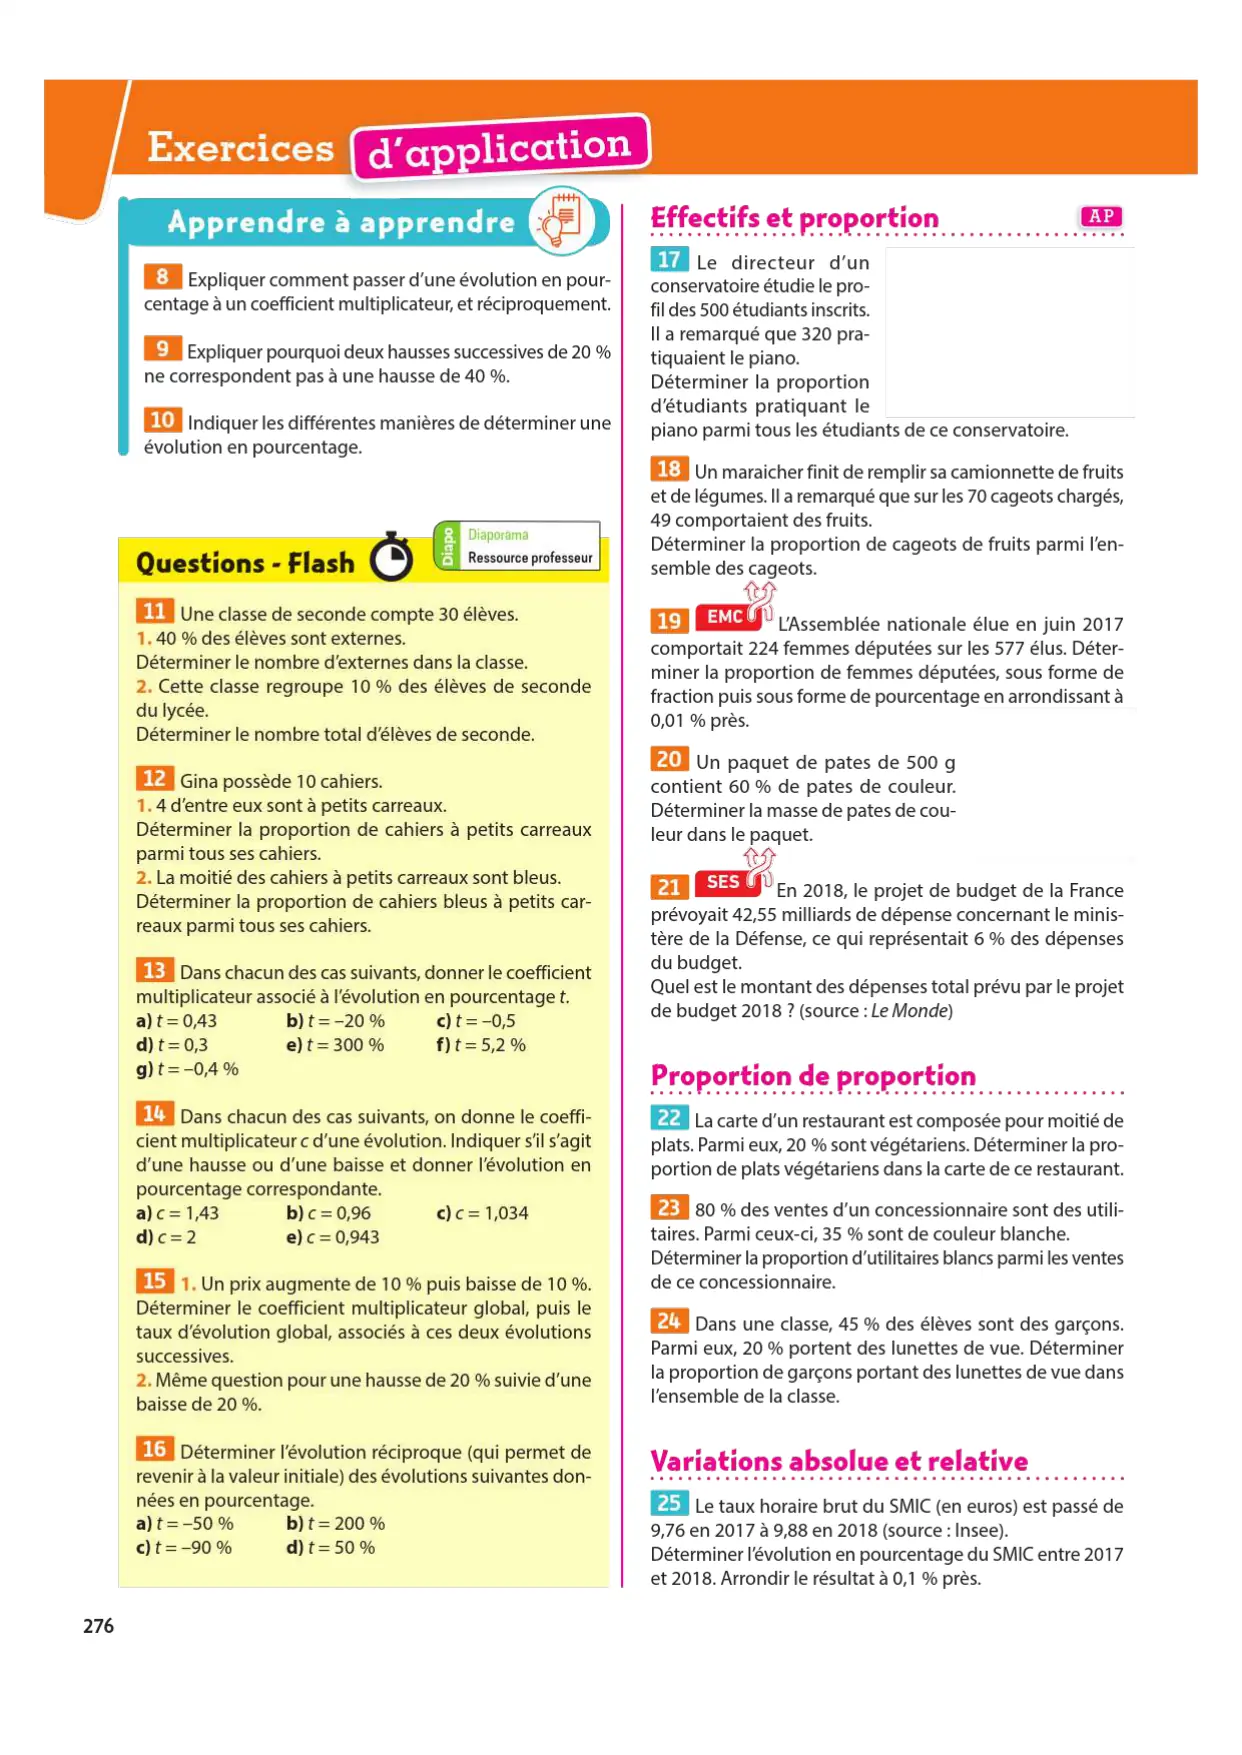 Exercices d'application
Apprendre à apprendre
8 Expliquer comment passer d'une évolution en pour-
centage à un coefficient multiplicateur, et réciproquement.
9 Expliquer pourquoi deux hausses successives de 20 %
ne correspondent pas à une hausse de 40 %.
10 Indiquer les différentes manières de déterminer une
évolution en pourcentage.
Questions - Flash
Diapo
Diaporama
Ressource professeur
11 Une classe de seconde compte 30 élèves.
1. 40 % des élèves sont externes.
Déterminer le nombre d'externes dans la classe.
2. Cette classe regroupe 10 % des élèves de seconde
du lycée.
Déterminer le nombre total d'élèves de seconde.
12 Gina possède 10 cahiers.
1. 4 d'entre eux sont à petits carreaux.
Déterminer la proportion de cahiers à petits carreaux
parmi tous ses cahiers.
2. La moitié des cahiers à petits carreaux sont bleus.
Déterminer la proportion de cahiers bleus à petits car-
reaux parmi tous ses cahiers.
13 Dans chacun des cas suivants, donner le coefficient
multiplicateur associé à l'évolution en pourcentage t.
a) t = 0,43 b) t = –20 % c) t = –0,5
d) t = 0,3 e) t = 300 % f) t = 5,2 %
g) t = –0,4 %
14 Dans chacun des cas suivants, on donne le coeffi-
cient multiplicateur c d'une évolution. Indiquer s'il s'agit
d'une hausse ou d'une baisse et donner l'évolution en
pourcentage correspondante.
a) c = 1,43 b) c = 0,96 c) c = 1,034
d) c = 2 e) c = 0,943
15 1. Un prix augmente de 10 % puis baisse de 10 %.
Déterminer le coefficient multiplicateur global, puis le
taux d'évolution global, associés à ces deux évolutions
successives.
2. Même question pour une hausse de 20 % suivie d'une
baisse de 20 %.
16 Déterminer l'évolution réciproque (qui permet de
revenir à la valeur initiale) des évolutions suivantes don-
nées en pourcentage.
a) t = –50 % b) t = 200 %
c) t = –90 % d) t = 50 %
Effectifs et proportion AP
17 Le directeur d'un
conservatoire étudie le pro-
fil des 500 étudiants inscrits.
Il a remarqué que 320 pra-
tiquaient le piano.
Déterminer la proportion
d'étudiants pratiquant le
piano parmi tous les étudiants de ce conservatoire.
18 Un maraicher finit de remplir sa camionnette de fruits
et de légumes. Il a remarqué que sur les 70 cageots chargés,
49 comportaient des fruits.
Déterminer la proportion de cageots de fruits parmi l'en-
semble des cageots.
19 EMC L'Assemblée nationale élue en juin 2017
comportait 224 femmes députées sur les 577 élus. Déter-
miner la proportion de femmes députées, sous forme de
fraction puis sous forme de pourcentage en arrondissant à
0,01 % près.
20 Un paquet de pates de 500 g
contient 60 % de pates de couleur.
Déterminer la masse de pates de cou-
leur dans le paquet.
21 SES En 2018, le projet de budget de la France
prévoyait 42,55 milliards de dépense concernant le minis-
tère de la Défense, ce qui représentait 6 % des dépenses
du budget.
Quel est le montant des dépenses total prévu par le projet
de budget 2018 ? (source : Le Monde)
Proportion de proportion
22 La carte d'un restaurant est composée pour moitié de
plats. Parmi eux, 20 % sont végétariens. Déterminer la pro-
portion de plats végétariens dans la carte de ce restaurant.
23 80 % des ventes d'un concessionnaire sont des utili-
taires. Parmi ceux-ci, 35 % sont de couleur blanche.
Déterminer la proportion d'utilitaires blancs parmi les ventes
de ce concessionnaire.
24 Dans une classe, 45 % des élèves sont des garçons.
Parmi eux, 20 % portent des lunettes de vue. Déterminer
la proportion de garçons portant des lunettes de vue dans
l'ensemble de la classe.
Variations absolue et relative
25 Le taux horaire brut du SMIC (en euros) est passé de
9,76 en 2017 à 9,88 en 2018 (source : Insee).
Déterminer l'évolution en pourcentage du SMIC entre 2017
et 2018. Arrondir le résultat à 0,1 % près.
276